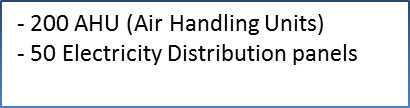 - 200 AHU (Air Handling Units)
- 50 Electricity Distribution panels